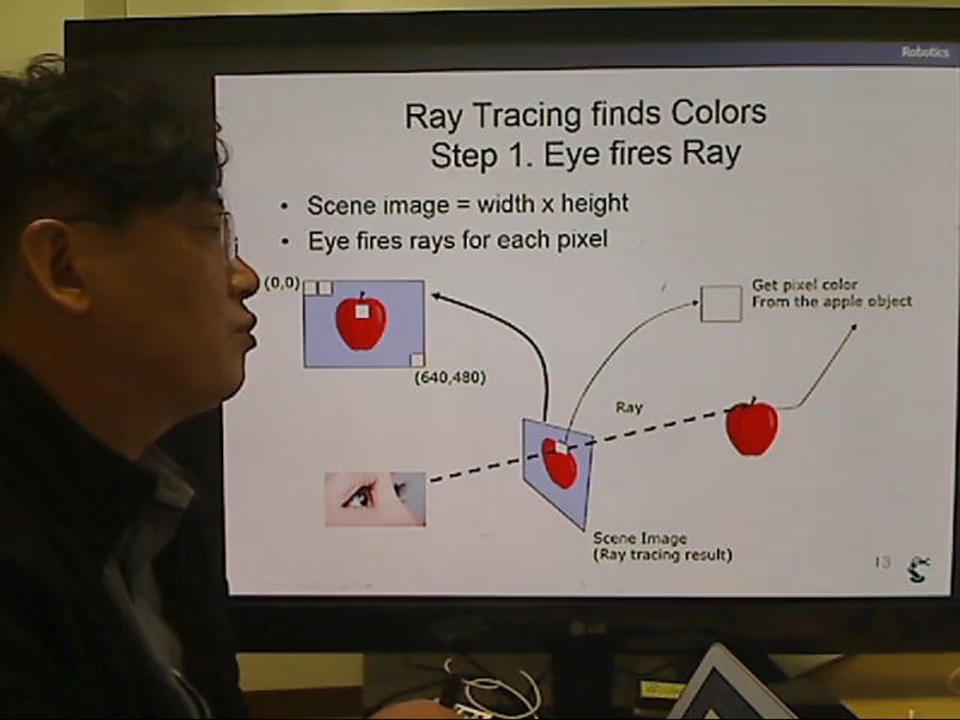 Robotics
Ray Tracing finds Colors
Step 1. Eye fires Ray
• Scene image = width x height
• Eye fires rays for each pixel
(0,0)
Get pixel color
From the apple object
(640,480)
Ray
Scene Image
(Ray tracing result)
13
LG